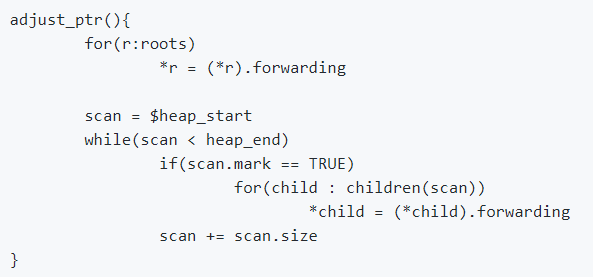 adjust_ptr(){
        for(r:roots)
                *r = (*r).forwarding

        scan = $heap_start
        while(scan < heap_end)
                if(scan.mark == TRUE)
                        for(child : children(scan))
                                *child = (*child).forwarding
                scan += scan.size
}